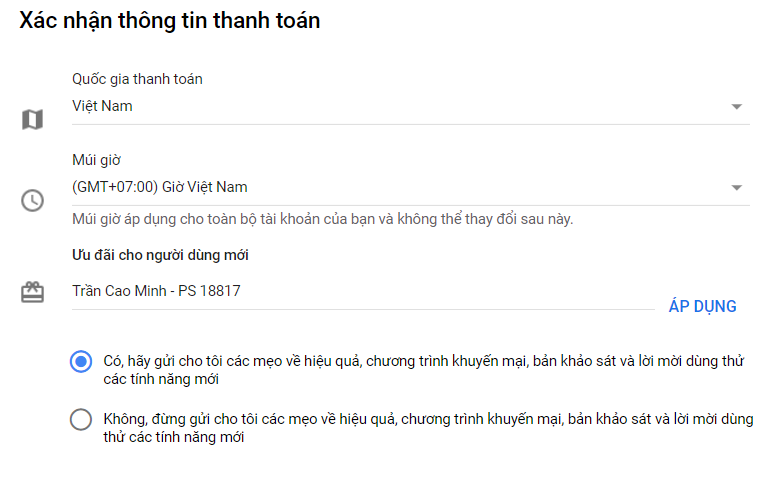 Xác nhận thông tin thanh toán
Quốc gia thanh toán
Việt Nam
Múi giờ
(GMT+07:00) Giờ Việt Nam
Múi giờ áp dụng cho toàn bộ tài khoản của bạn và không thể thay đổi sau này.
Ưu đãi cho người dùng mới
Trần Cao Minh - PS 18817
ÁP DỤNG
Có, hãy gửi cho tôi các mẹo về hiệu quả, chương trình khuyến mại, bản khảo sát và lời mời dùng thử
các tính năng mới
Không, đừng gửi cho tôi các mẹo về hiệu quả, chương trình khuyến mại, bản khảo sát và lời mời dùng
thử các tính năng mới